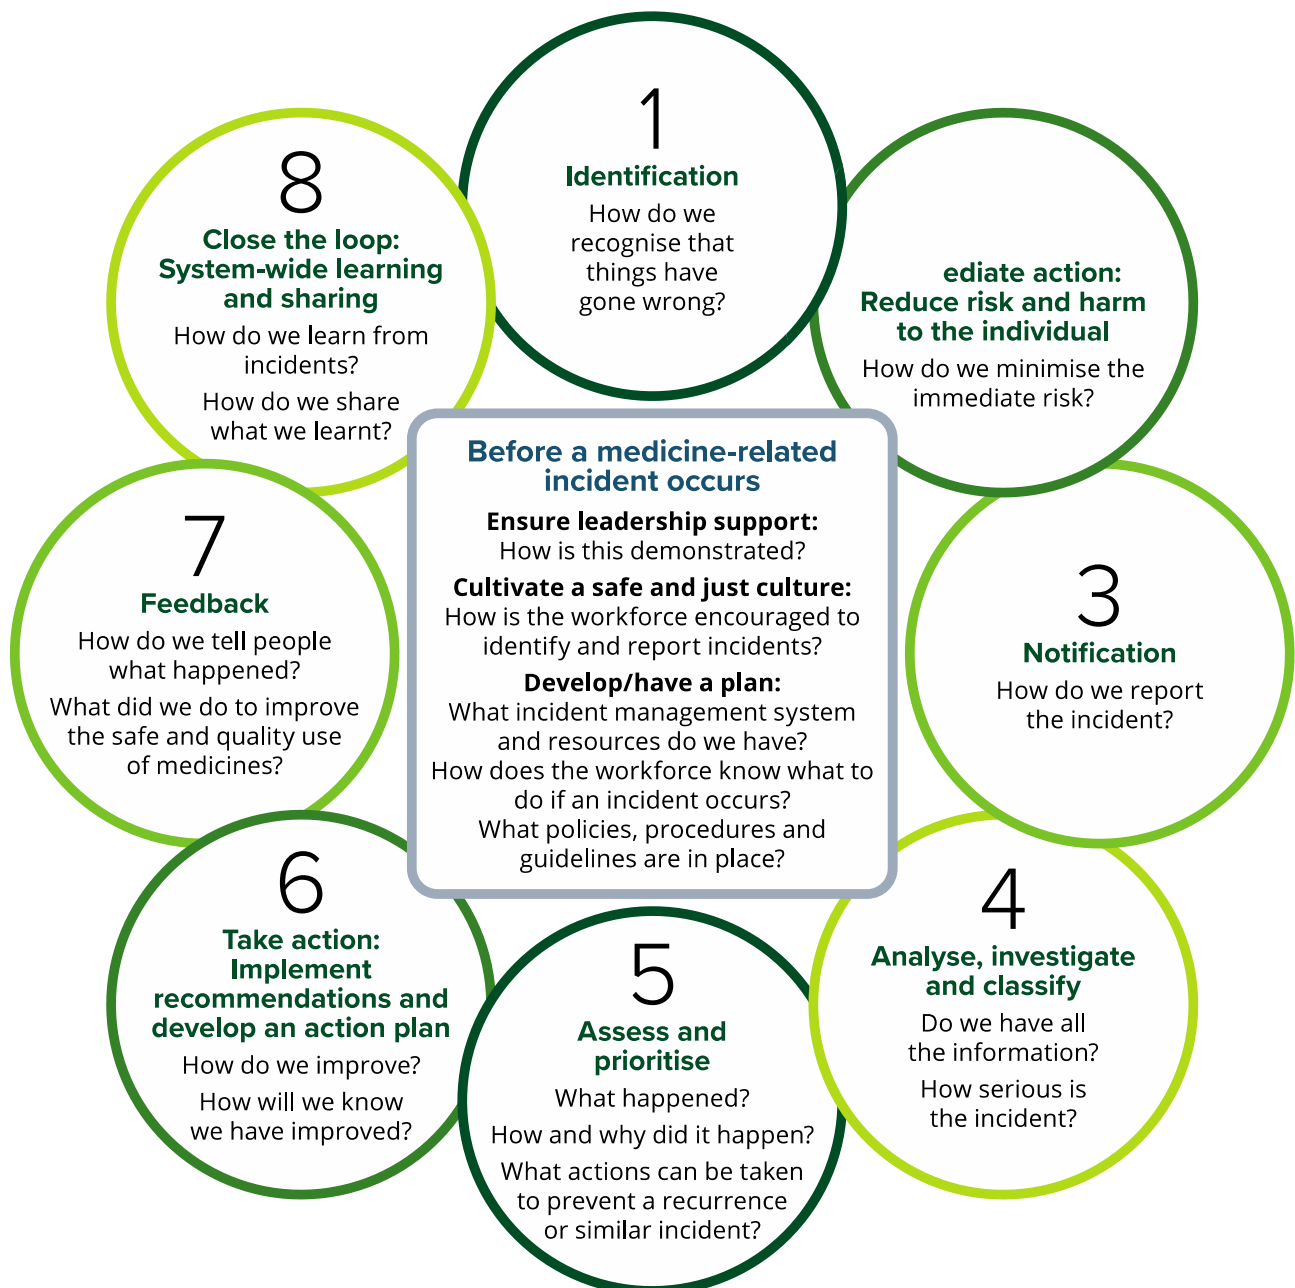 1
Identification
How do we
recognise that
things have
gone wrong?
ediate action:
Reduce risk and harm
to the individual
How do we minimise the
immediate risk?
3
Notification
How do we report
the incident?
4
Analyse, investigate
and classify
Do we have all
the information?
How serious is
the incident?
5
Assess and
prioritise
What happened?
How and why did it happen?
What actions can be taken
to prevent a recurrence
or similar incident?
6
Take action:
Implement
recommendations and
develop an action plan
How do we improve?
How will we know
we have improved?
7
Feedback
How do we tell people
what happened?
What did we do to improve
the safe and quality use
of medicines?
8
Close the loop:
System-wide learning
and sharing
How do we learn from
incidents?
How do we share
what we learnt?
Before a medicine-related
incident occurs
Ensure leadership support:
How is this demonstrated?
Cultivate a safe and just culture:
How is the workforce encouraged to
identify and report incidents?
Develop/have a plan:
What incident management system
and resources do we have?
How does the workforce know what to
do if an incident occurs?
What policies, procedures and
guidelines are in place?